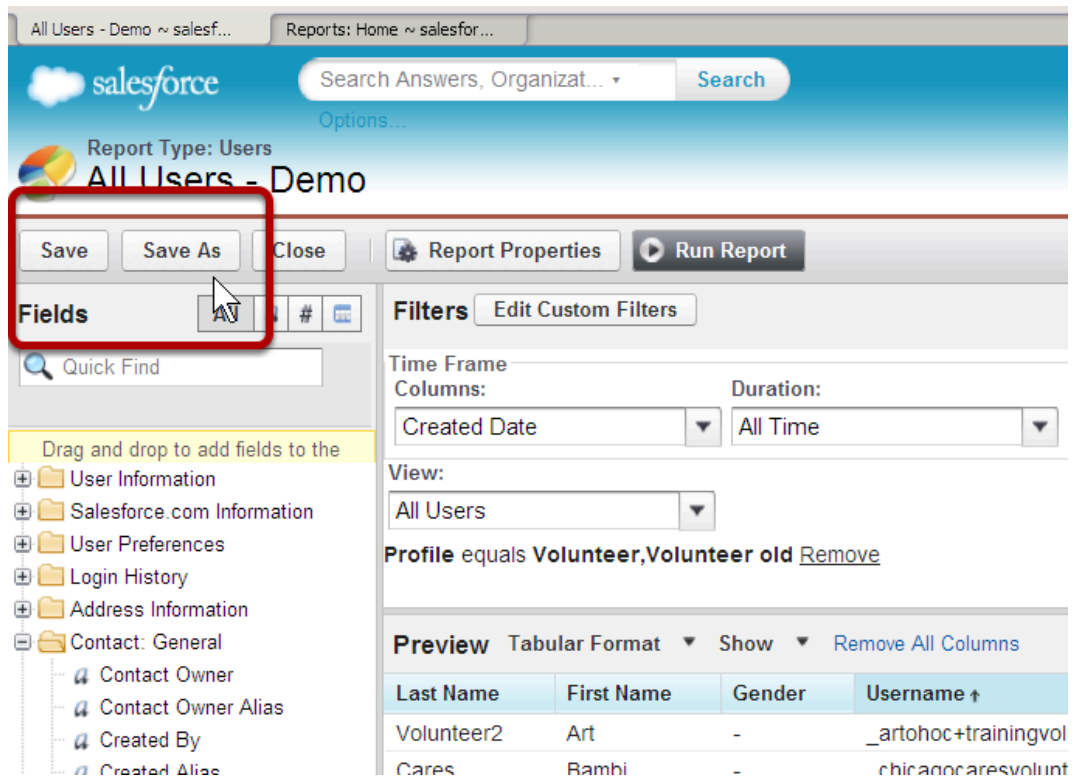 All Users - Demo ~ salesf...
Reports: Home ~ salesfor...
salesforce
Search Answers, Organizat...
Search
Options...
Report Type: Users
All Users - Demo
Save
Save As
Close
Report Properties
Run Report
Fields
#
Filters
Edit Custom Filters
Quick Find
Time Frame
Columns:
Duration:
Created Date
All Time
Drag and drop to add fields to the
View:
All Users
Profile equals Volunteer,Volunteer old Remove
User Information
Salesforce.com Information
User Preferences
Login History
Address Information
Contact: General
a Contact Owner
a Contact Owner Alias
a Created By
a Created Alias
Preview
Tabular Format
Show
Remove All Columns
Last Name First Name Gender Username ↑
Volunteer2 Art - _artohoc+trainingvol
Cares Bambi - chicagocaresvolunt